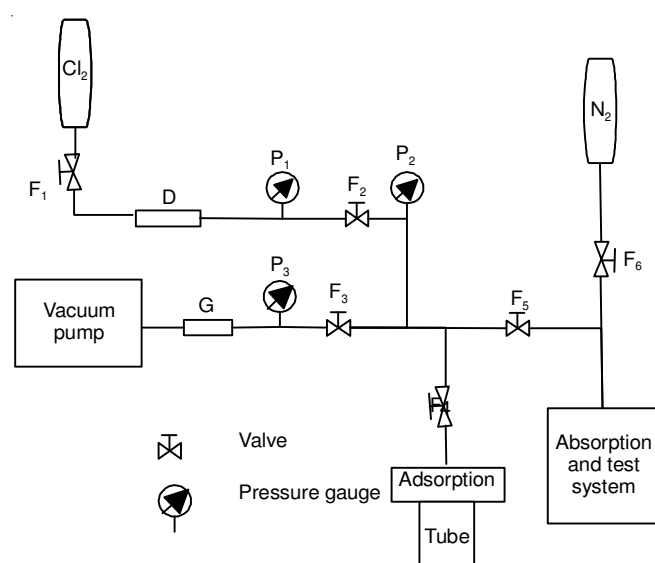 Cl₂
N₂
P₁
P₂
F₂
F₁
D
F₆
P₃
F₃
F₅
G
Vacuum
pump
F4
Valve
Absorption
and test
system
Adsorption
Pressure gauge
Tube